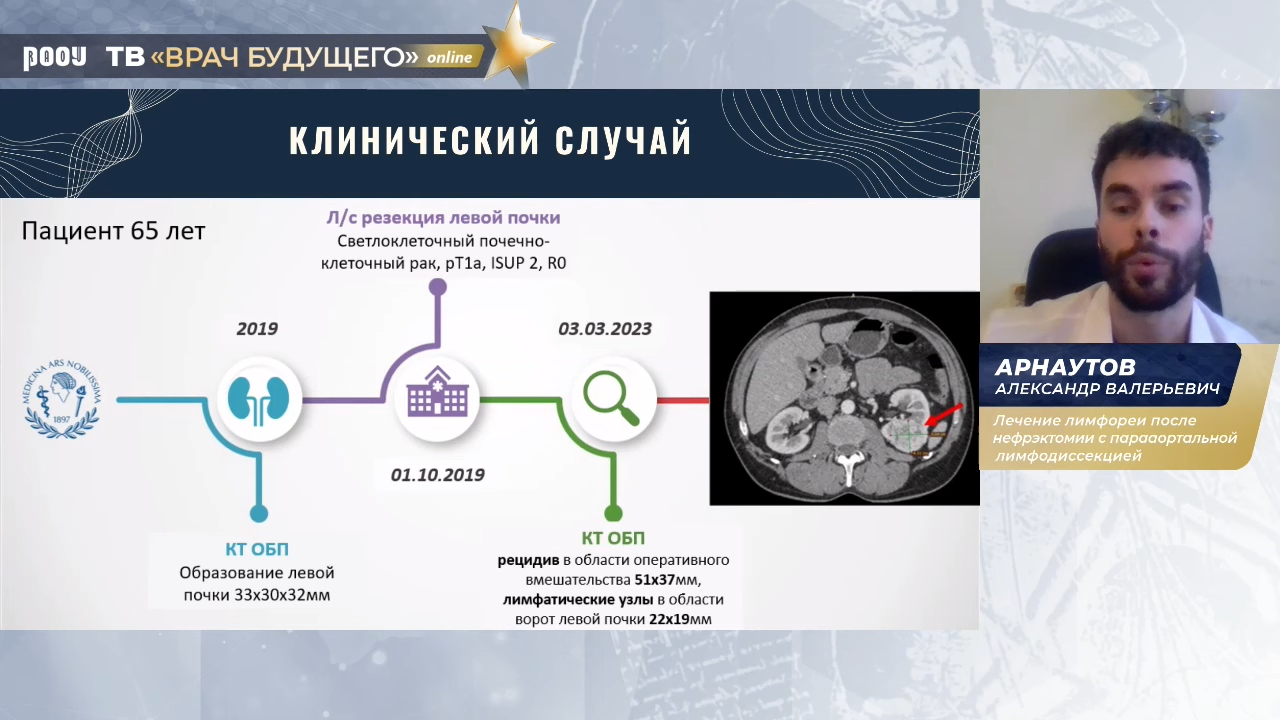 РООУ ТВ «ВРАЧ БУДУЩЕГО» online
КЛИНИЧЕСКИЙ СЛУЧАЙ
Пациент 65 лет
Л/с резекция левой почки
Светлоклеточный почечно-
клеточный рак, pT1a, ISUP 2, R0
2019
03.03.2023
MEDICINA ARS NOBILISSIMA
1897
01.10.2019
КТ ОБП
Образование левой
почки 33х30х32мм
КТ ОБП
рецидив в области оперативного
вмешательства 51х37мм,
лимфатические узлы в области
ворот левой почки 22х19мм
АРНАУТОВ
АЛЕКСАНДР ВАЛЕРЬЕВИЧ
Лечение лимфореи после
нефрэктомии с парааортальной
лимфодиссекцией